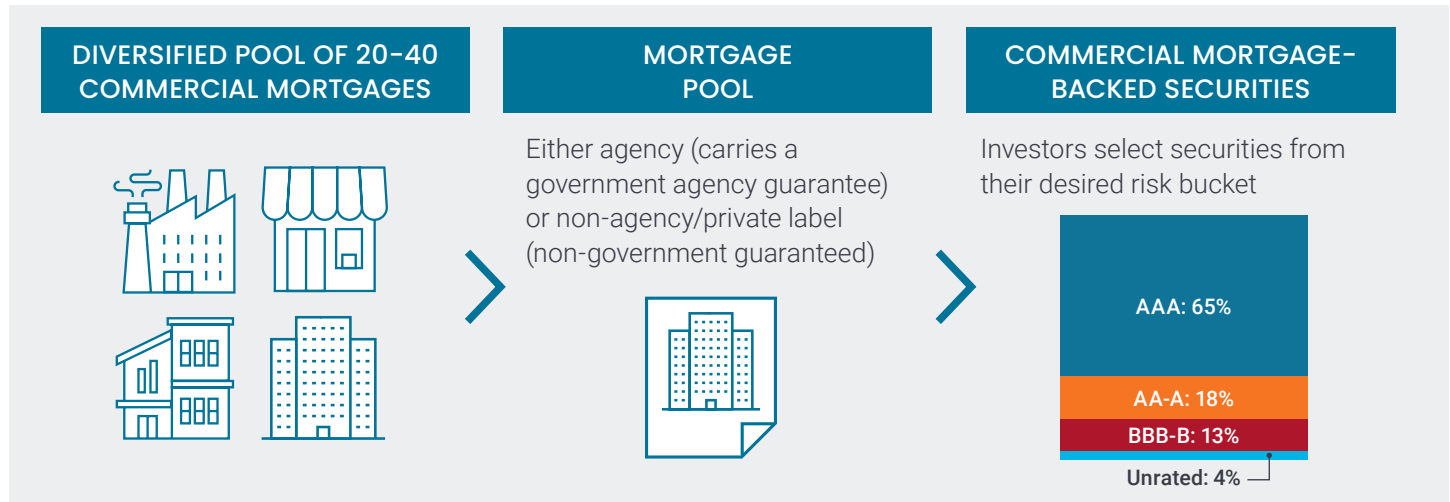 DIVERSIFIED POOL OF 20–40
COMMERCIAL MORTGAGES
MORTGAGE
POOL
Either agency (carries a
government agency guarantee)
or non-agency/private label
(non-government guaranteed)
COMMERCIAL MORTGAGE-
BACKED SECURITIES
Investors select securities from
their desired risk bucket
AAA: 65%
AA-A: 18%
BBB-B: 13%
Unrated: 4%